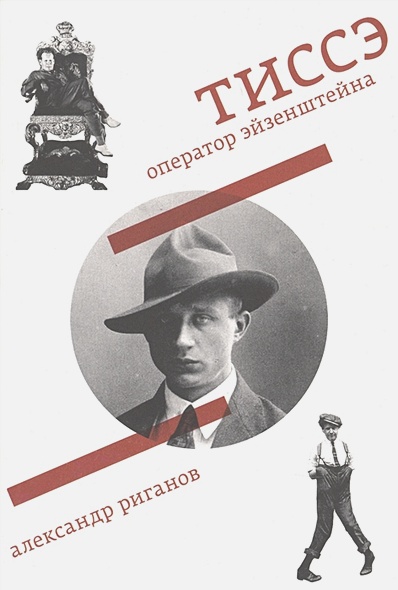 тиссэ
оператор эйзенштейна
александр риганов